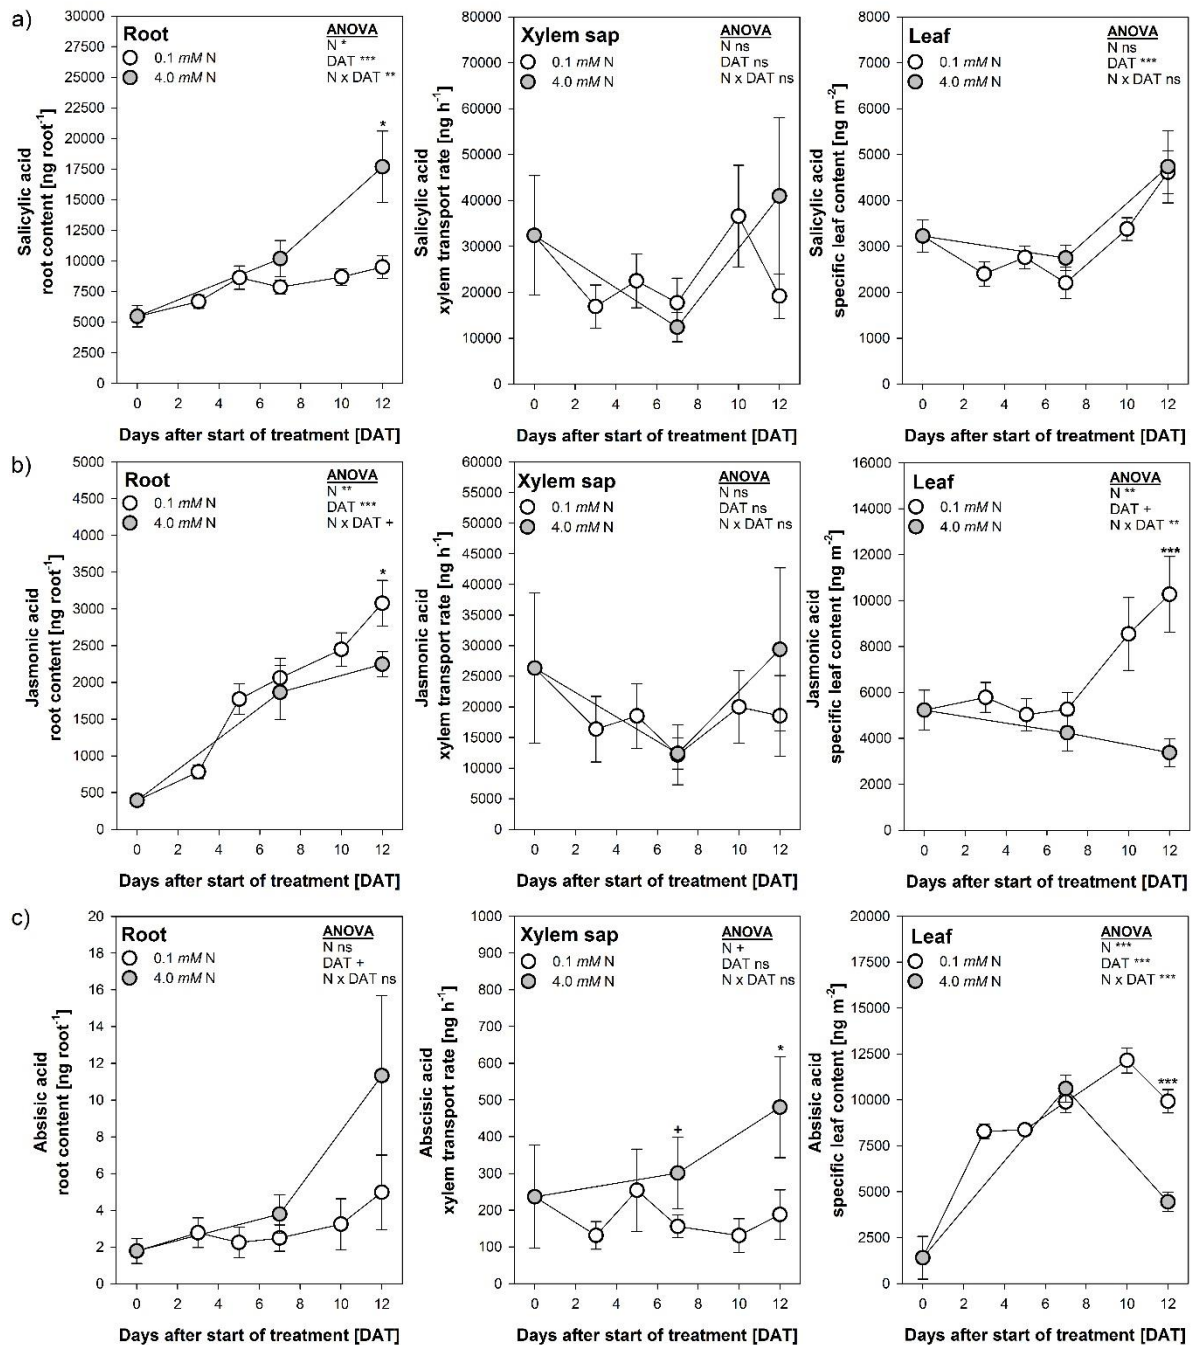 a)
Root
0.1 mM N
4.0 mM N
ANOVA
N *
DAT ***
N x DAT **
*
30000
27500
25000
22500
20000
17500
15000
12500
10000
7500
5000
2500
0
Salicylic acid
root content [ng root-1]
0 2 4 6 8 10 12
Days after start of treatment [DAT]
Xylem sap
0.1 mM N
4.0 mM N
ANOVA
N ns
DAT ns
N x DAT ns
80000
70000
60000
50000
40000
30000
20000
10000
0
Salicylic acid
xylem transport rate [ng h-1]
0 2 4 6 8 10 12
Days after start of treatment [DAT]
Leaf
0.1 mM N
4.0 mM N
ANOVA
N ns
DAT ***
N x DAT ns
8000
7000
6000
5000
4000
3000
2000
1000
0
Salicylic acid
specific leaf content [ng m-2]
0 2 4 6 8 10 12
Days after start of treatment [DAT]
b)
Root
0.1 mM N
4.0 mM N
ANOVA
N **
DAT ***
N x DAT +
*
5000
4500
4000
3500
3000
2500
2000
1500
1000
500
0
Jasmonic acid
root content [ng root-1]
0 2 4 6 8 10 12
Days after start of treatment [DAT]
Xylem sap
0.1 mM N
4.0 mM N
ANOVA
N ns
DAT ns
N x DAT ns
60000
55000
50000
45000
40000
35000
30000
25000
20000
15000
10000
5000
0
Jasmonic acid
xylem transport rate [ng h-1]
0 2 4 6 8 10 12
Days after start of treatment [DAT]
Leaf
0.1 mM N
4.0 mM N
ANOVA
N **
DAT +
N x DAT **
***
16000
14000
12000
10000
8000
6000
4000
2000
0
Jasmonic acid
specific leaf content [ng m-2]
0 2 4 6 8 10 12
Days after start of treatment [DAT]
c)
Root
0.1 mM N
4.0 mM N
ANOVA
N ns
DAT +
N x DAT ns
20
18
16
14
12
10
8
6
4
2
0
Absisic acid
root content [ng root-1]
0 2 4 6 8 10 12
Days after start of treatment [DAT]
Xylem sap
0.1 mM N
4.0 mM N
ANOVA
N +
DAT ns
N x DAT ns
+
*
1000
900
800
700
600
500
400
300
200
100
0
Abscisic acid
xylem transport rate [ng h-1]
0 2 4 6 8 10 12
Days after start of treatment [DAT]
Leaf
0.1 mM N
4.0 mM N
ANOVA
N ***
DAT ***
N x DAT ***
***
20000
17500
15000
12500
10000
7500
5000
2500
0
Absisic acid
specific leaf content [ng m-2]
0 2 4 6 8 10 12
Days after start of treatment [DAT]